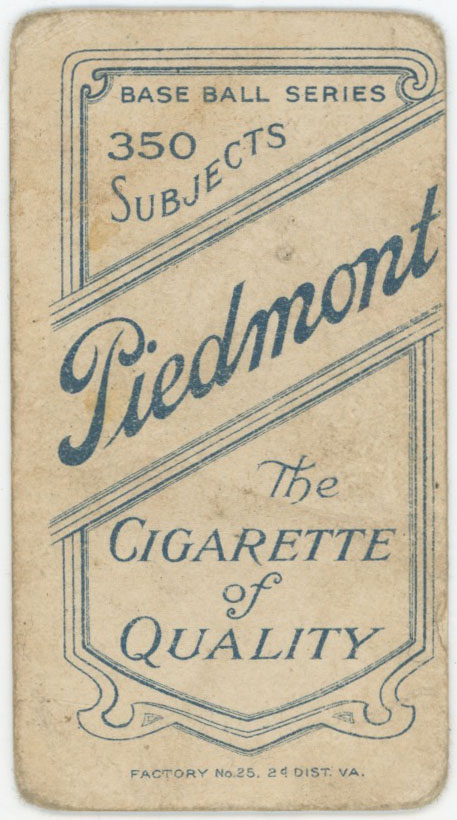 BASE BALL SERIES
350
SUBJECTS
Piedmont
The
CIGARETTE
of
QUALITY
FACTORY No. 25, 2d DIST. VA.